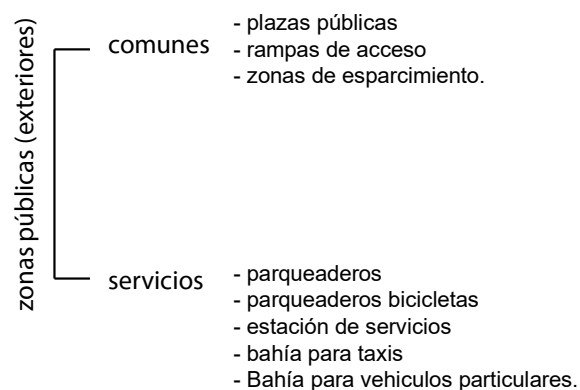 zonas públicas (exteriores)
comunes
- plazas públicas
- rampas de acceso
- zonas de esparcimiento.
servicios
- parqueaderos
- parqueaderos bicicletas
- estación de servicios
- bahía para taxis
- Bahía para vehiculos particulares.